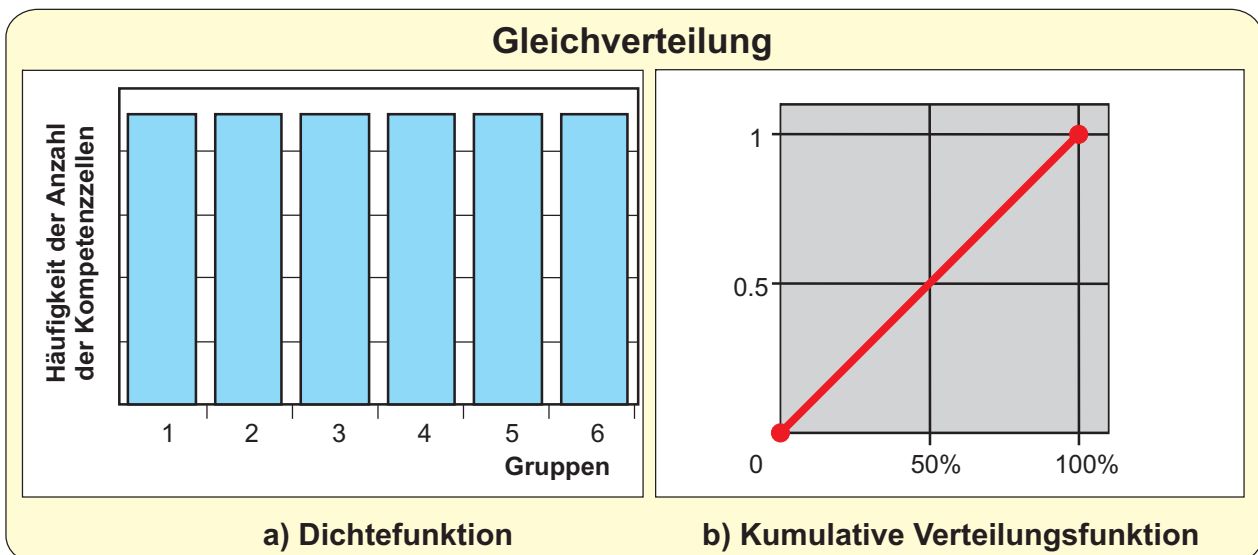 Gleichverteilung
Häufigkeit der Anzahl
der Kompetenzzellen
1 2 3 4 5 6
Gruppen
a) Dichtefunktion
1
0.5
0 50% 100%
b) Kumulative Verteilungsfunktion